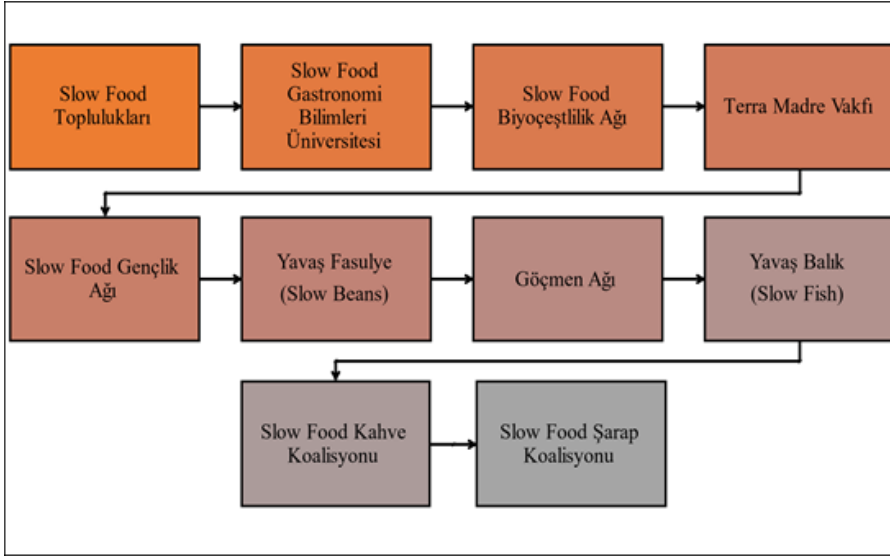 Slow Food
Toplulukları
Slow Food
Gastronomi
Bilimleri
Üniversitesi
Slow Food
Biyoçeştlilik Ağı
Terra Madre Vakfı
Slow Food Gençlik
Ağı
Yavaş Fasulye
(Slow Beans)
Göçmen Ağı
Yavaş Balık
(Slow Fish)
Slow Food Kahve
Koalisyonu
Slow Food Şarap
Koalisyonu